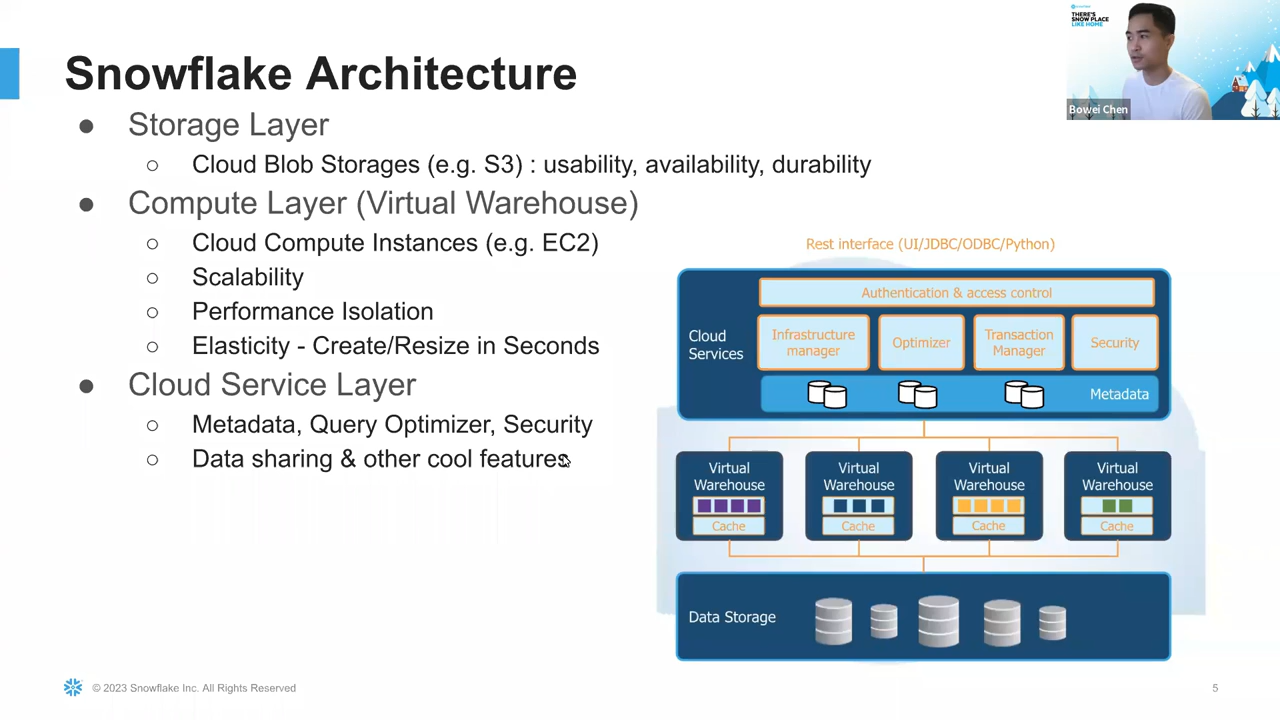 Snowflake Architecture
● Storage Layer
○ Cloud Blob Storages (e.g. S3) : usability, availability, durability
● Compute Layer (Virtual Warehouse)
○ Cloud Compute Instances (e.g. EC2)
○ Scalability
○ Performance Isolation
○ Elasticity - Create/Resize in Seconds
● Cloud Service Layer
○ Metadata, Query Optimizer, Security
○ Data sharing & other cool features
Rest interface (UI/JDBC/ODBC/Python)
Authentication & access control
Cloud
Services
Infrastructure
manager
Optimizer
Transaction
Manager
Security
Metadata
Virtual
Warehouse
Cache
Virtual
Warehouse
Cache
Virtual
Warehouse
Cache
Virtual
Warehouse
Cache
Data Storage
THERE'S
SNOW PLACE
LIKE HOME
Bowei Chen
© 2023 Snowflake Inc. All Rights Reserved
5